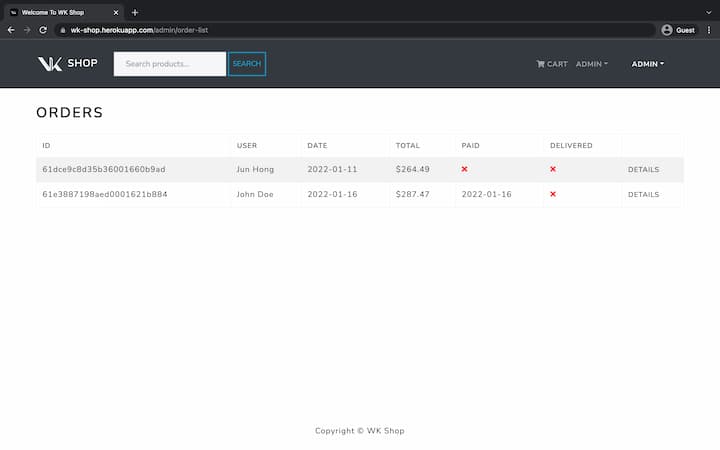 Welcome To WK Shop
wk-shop.herokuapp.com/admin/order-list
Guest
WK SHOP
Search products...
SEARCH
CART
ADMIN
ADMIN
ORDERS
ID USER DATE TOTAL PAID DELIVERED
61dce9c8d35b36001660b9ad Jun Hong 2022-01-11 $264.49 DETAILS
61e3887198aed0001621b884 John Doe 2022-01-16 $287.47 2022-01-16 DETAILS
Copyright © WK Shop